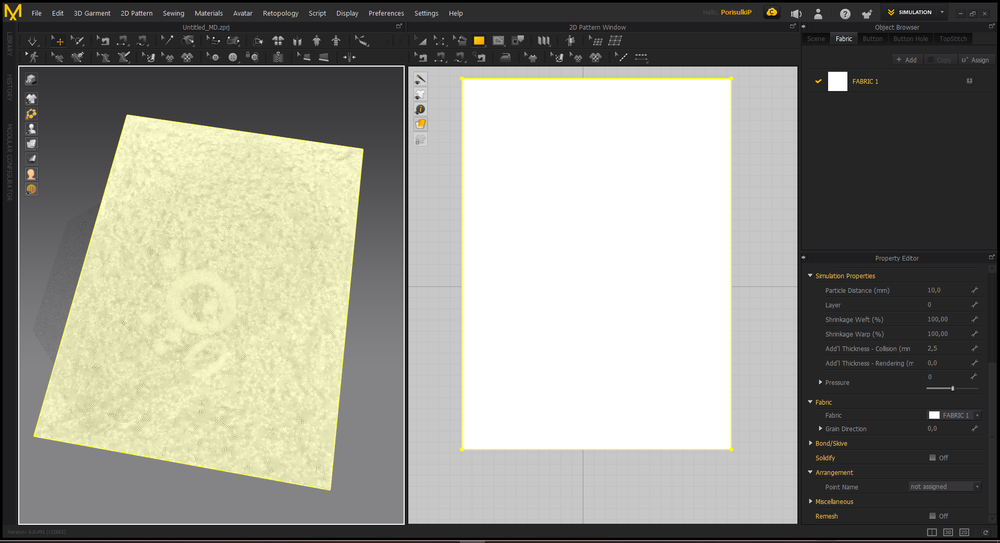 File Edit 3D Garment 2D Pattern Sewing Materials Avatar Retopology Script Display Preferences Settings Help
Hello, PorisulkiP
SIMULATION
Untitled_MD.zprj
2D Pattern Window
Object Browser
Scene Fabric Button Button Hole TopStitch
+ Add Copy Assign
FABRIC 1
LIBRARY
HISTORY
MODULAR CONFIGURATOR
Property Editor
Simulation Properties
Particle Distance (mm) 10,0
Layer 0
Shrinkage Weft (%) 100,00
Shrinkage Warp (%) 100,00
Add'l Thickness - Collision (mn 2,5
Add'l Thickness - Rendering (m 0,0
Pressure 0
Fabric
Fabric FABRIC 1
Grain Direction 0,0
Bond/Skive
Solidify Off
Arrangement
Point Name not assigned
Miscellaneous
Remesh Off
Version: 6.0.491 (r32683)
3D 2D